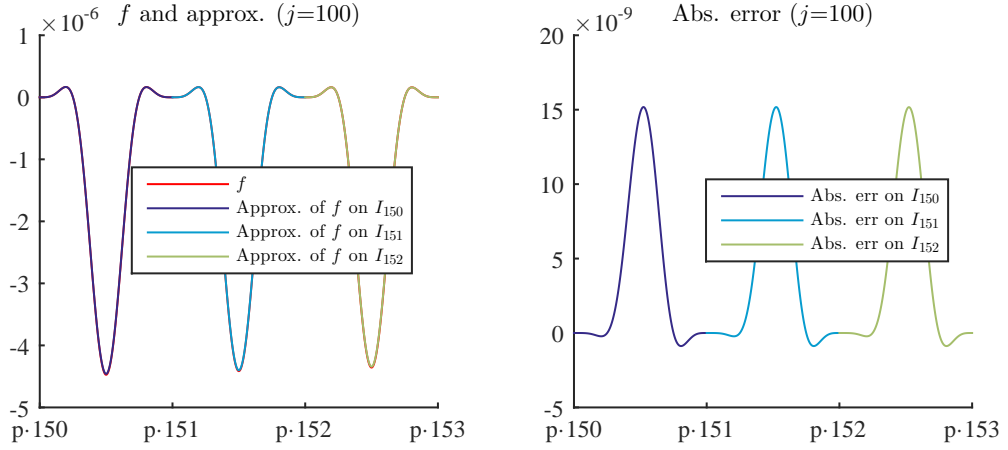 ×10⁻⁶ f and approx. (j=100)
1
0
-1
-2
-3
-4
-5
p·150 p·151 p·152 p·153
f
Approx. of f on I₁₅₀
Approx. of f on I₁₅₁
Approx. of f on I₁₅₂
×10⁻⁹ Abs. error (j=100)
20
15
10
5
0
-5
p·150 p·151 p·152 p·153
Abs. err on I₁₅₀
Abs. err on I₁₅₁
Abs. err on I₁₅₂